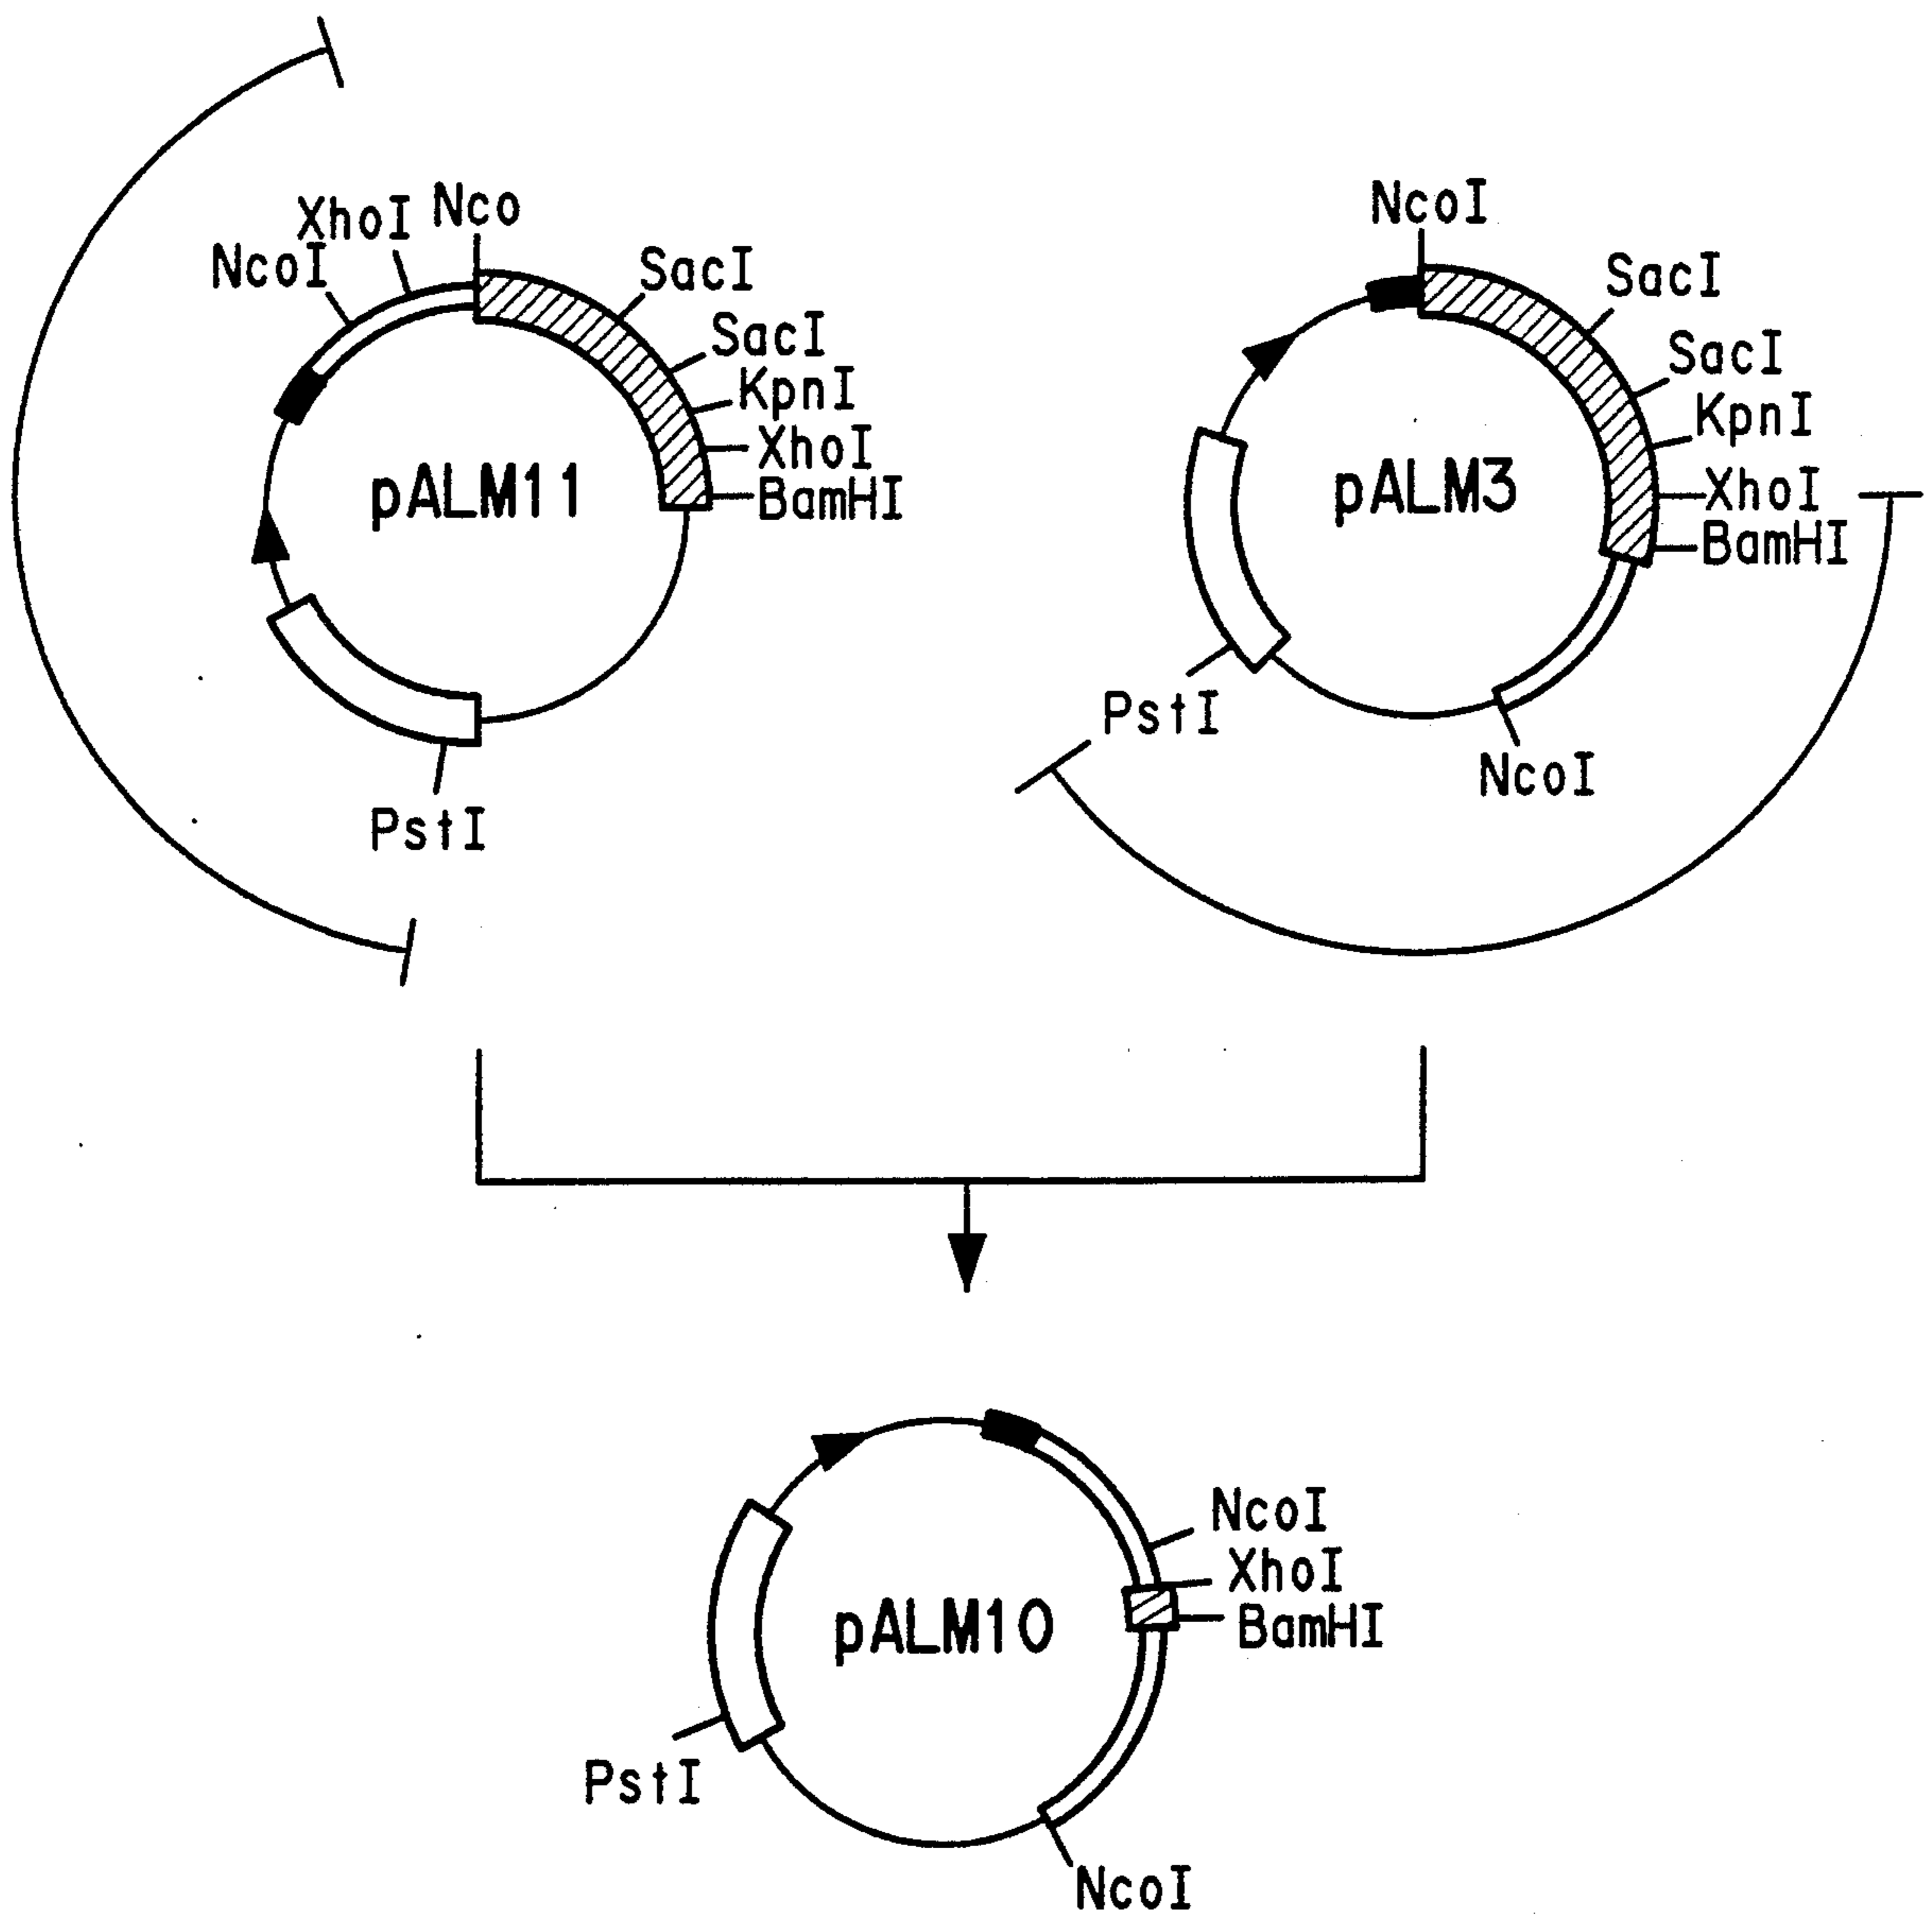 NcoI
XhoI
Nco
SacI
SacI
KpnI
XhoI
BamHI
pALM11
PstI
NcoI
SacI
SacI
KpnI
XhoI
BamHI
pALM3
PstI
NcoI
NcoI
XhoI
BamHI
pALM10
PstI
NcoI